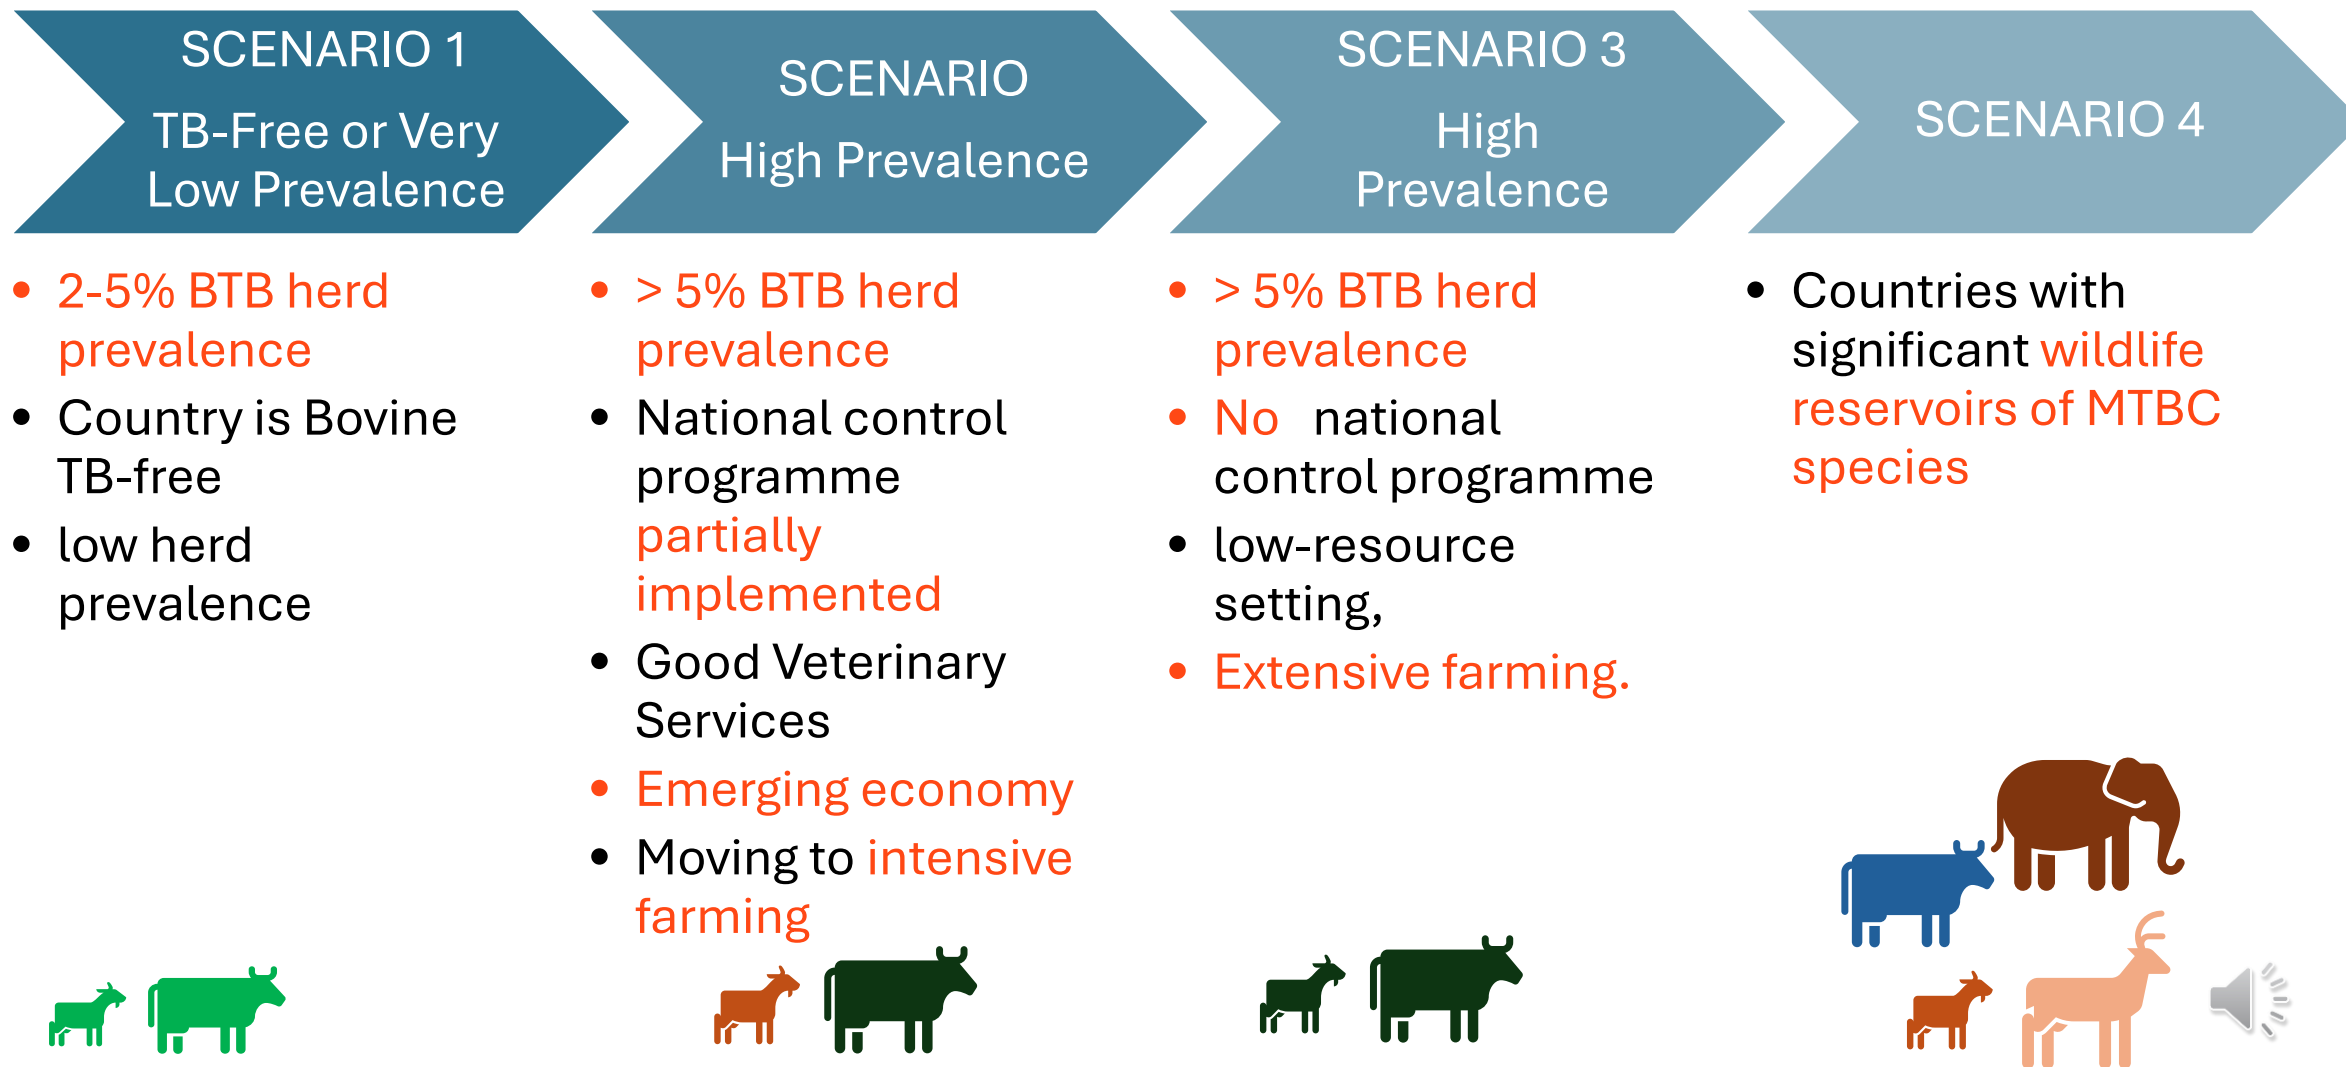 SCENARIO 1
TB-Free or Very
Low Prevalence
• 2-5% BTB herd
prevalence
• Country is Bovine
TB-free
• low herd
prevalence
SCENARIO
High Prevalence
• > 5% BTB herd
prevalence
• National control
programme
partially
implemented
• Good Veterinary
Services
• Emerging economy
• Moving to intensive
farming
SCENARIO 3
High
Prevalence
• > 5% BTB herd
prevalence
• No national
control programme
• low-resource
setting,
• Extensive farming.
SCENARIO 4
• Countries with
significant wildlife
reservoirs of MTBC
species